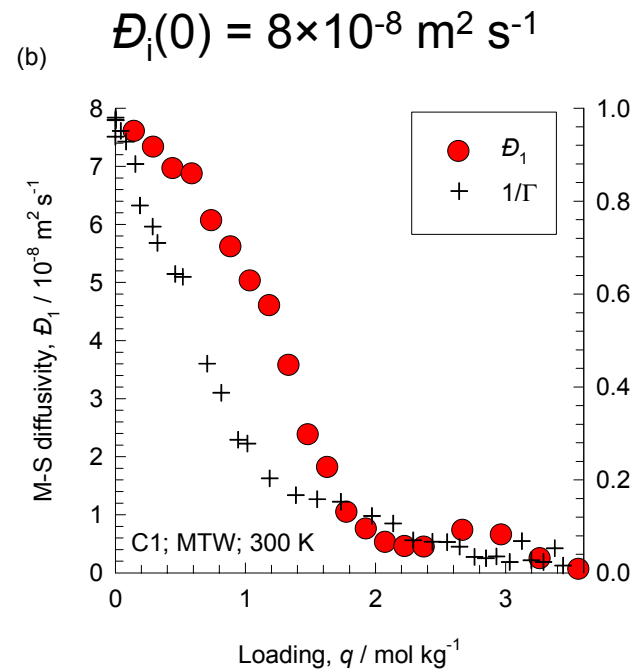 Đᵢ(0) = 8×10⁻⁸ m² s⁻¹
(b)
M-S diffusivity, Đ₁ / 10⁻⁸ m² s⁻¹
8
7
6
5
4
3
2
1
0
1.0
0.8
0.6
0.4
0.2
0.0
Đ₁
1/Γ
C1; MTW; 300 K
0 1 2 3
Loading, q / mol kg⁻¹